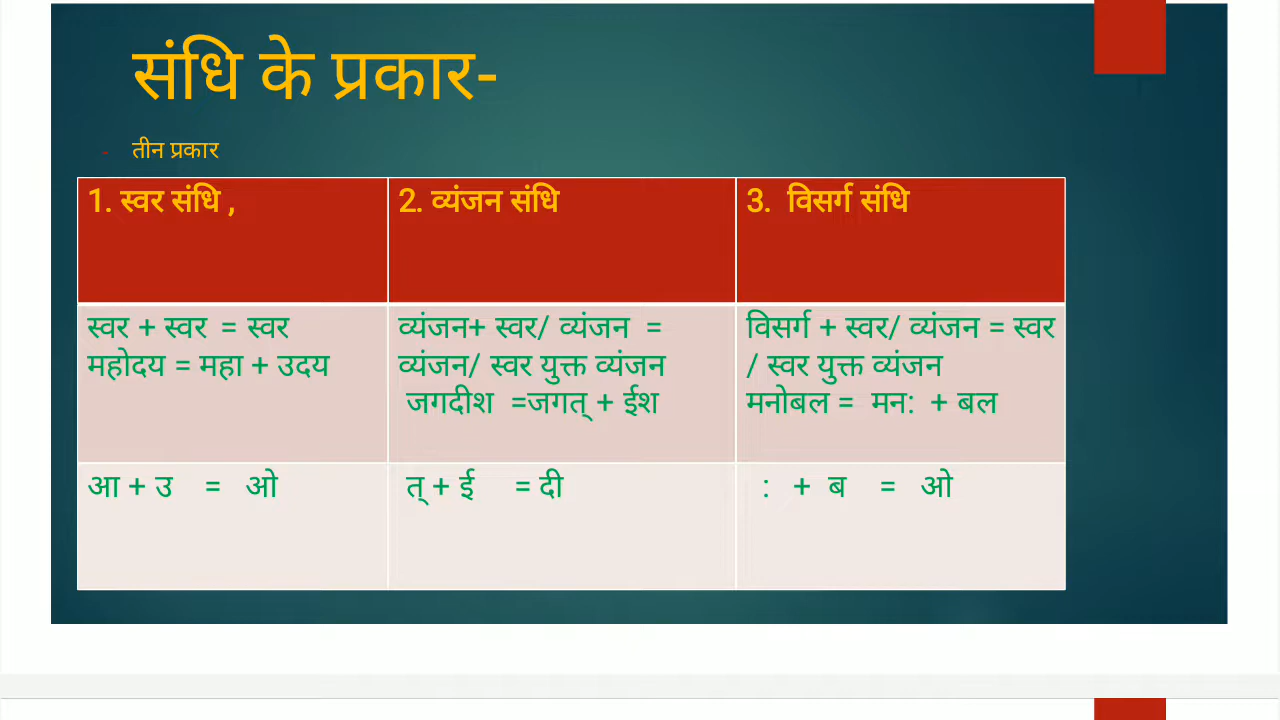 संधि के प्रकार-
- तीन प्रकार
1. स्वर संधि ,
2. व्यंजन संधि
3. विसर्ग संधि
स्वर + स्वर = स्वर
महोदय = महा + उदय
व्यंजन+ स्वर/ व्यंजन =
व्यंजन/ स्वर युक्त व्यंजन
जगदीश =जगत् + ईश
विसर्ग + स्वर/ व्यंजन = स्वर
/ स्वर युक्त व्यंजन
मनोबल = मन: + बल
आ + उ = ओ
त् + ई = दी
: + ब = ओ